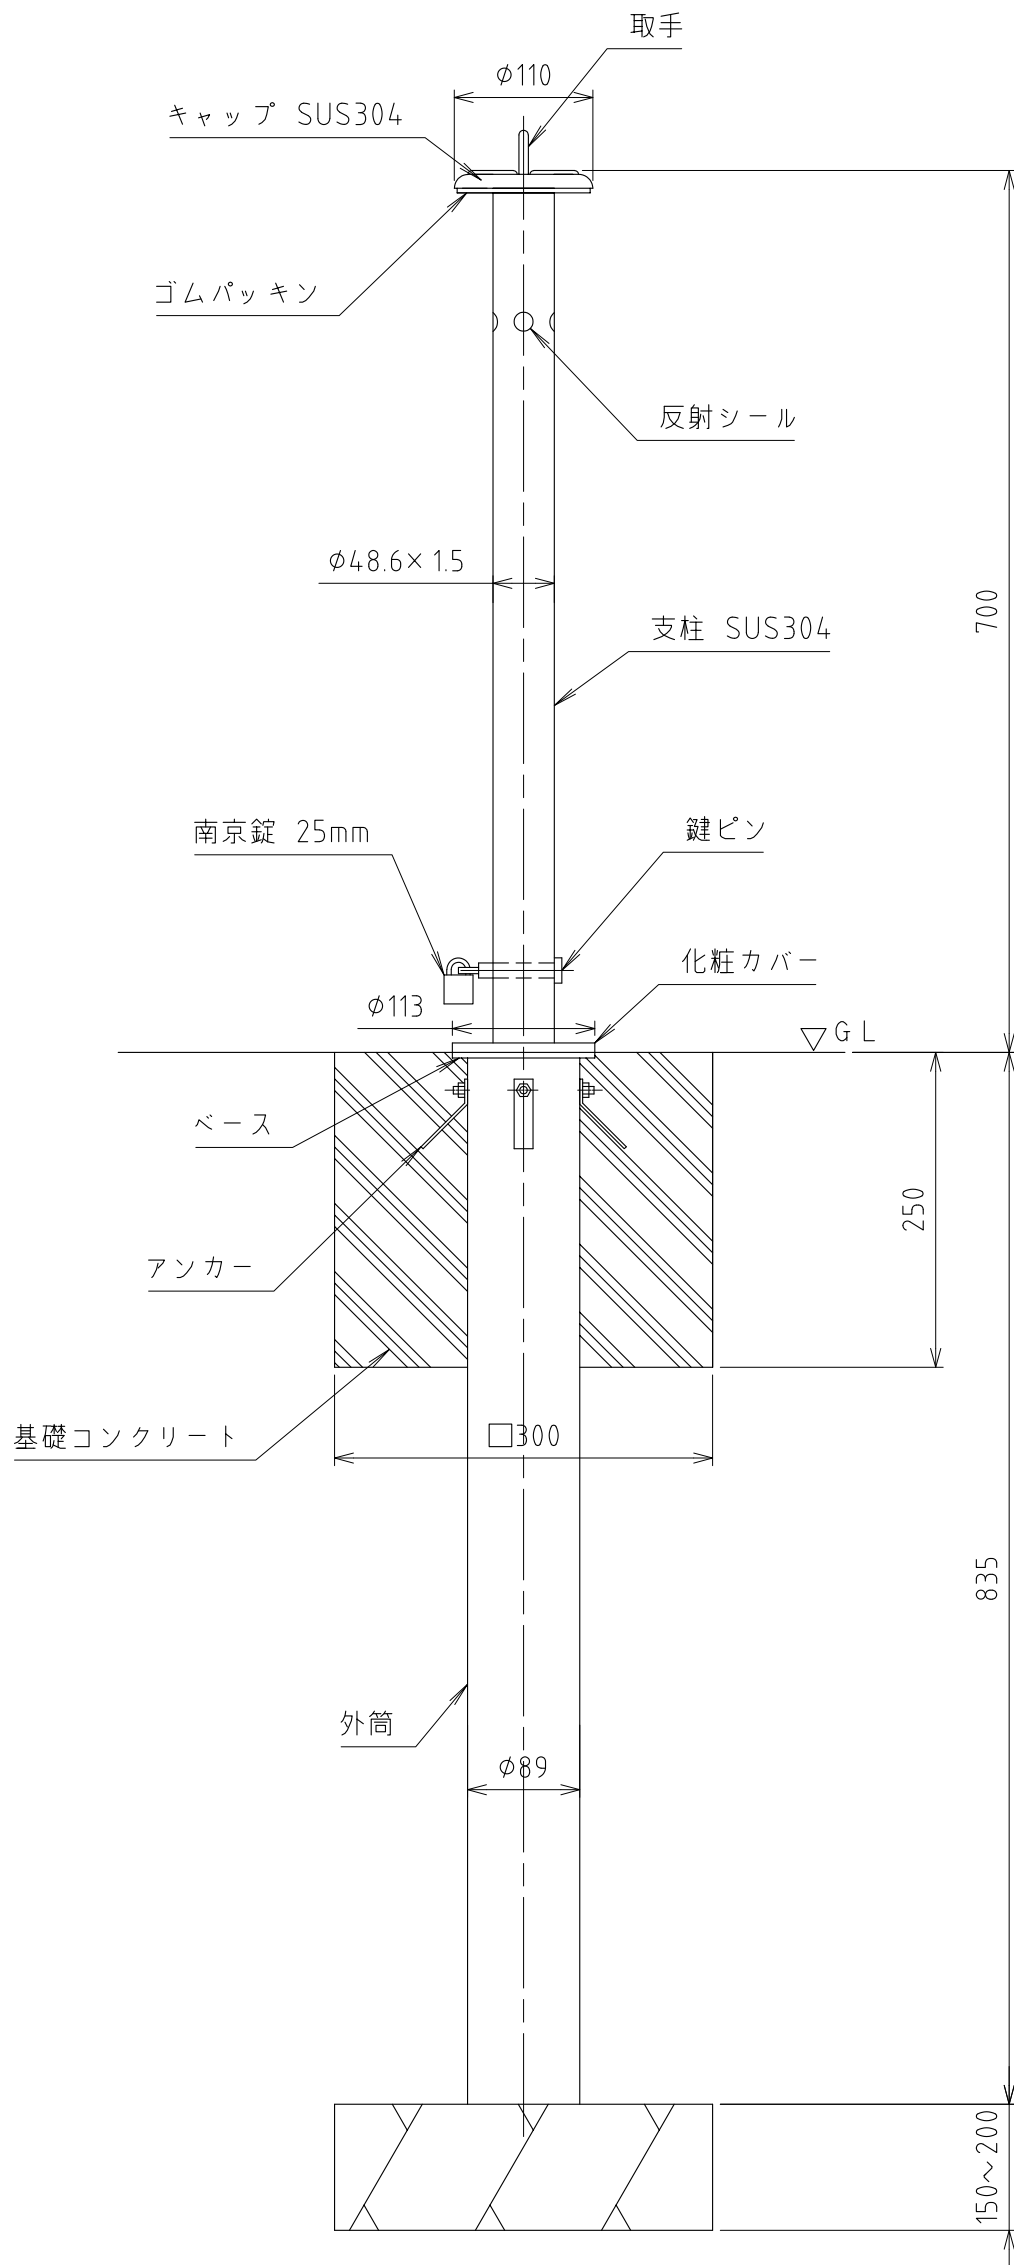 取手
φ110
キャップ SUS304
ゴムパッキン
反射シール
φ48.6×1.5
700
支柱 SUS304
南京錠 25mm
鍵ピン
化粧カバー
φ113
▽GL
ベース
250
アンカー
基礎コンクリート
□300
835
外筒
φ89
150～200